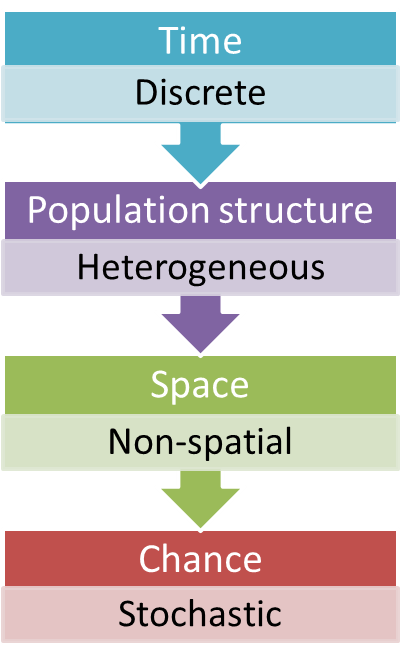 Time
Discrete
Population structure
Heterogeneous
Space
Non-spatial
Chance
Stochastic